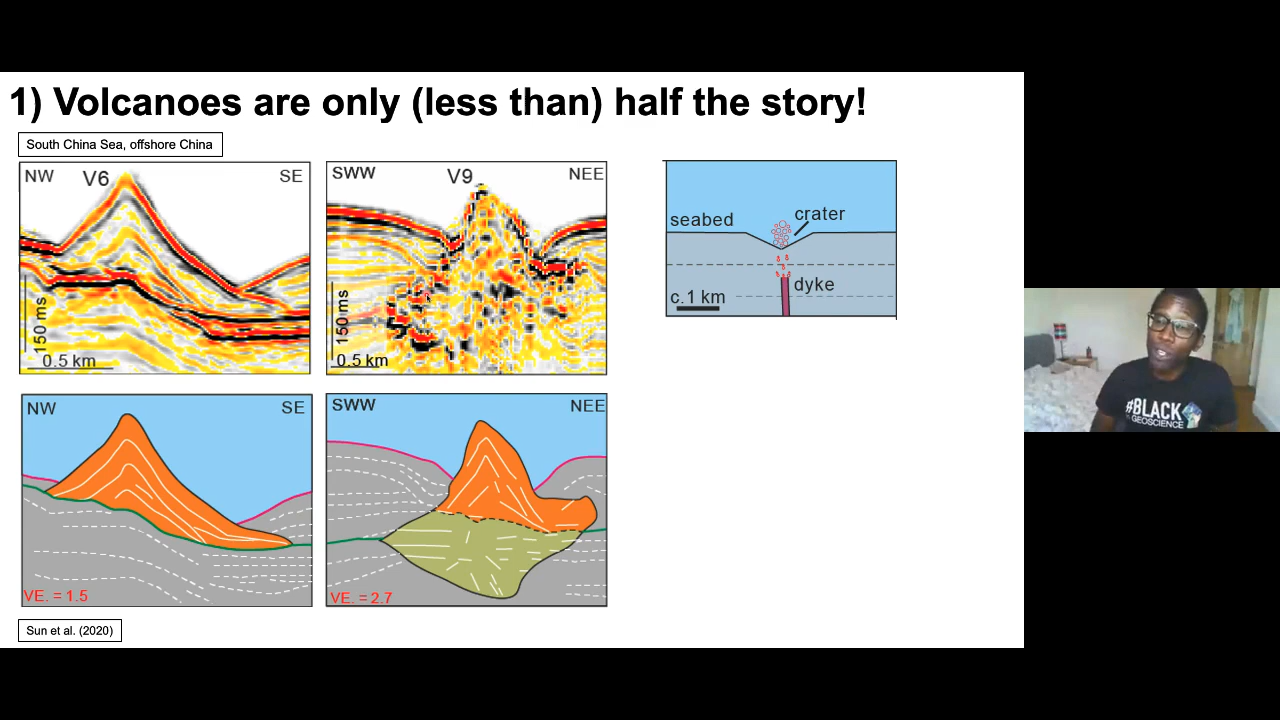 1) Volcanoes are only (less than) half the story!
South China Sea, offshore China
NW V6 SE
150 ms
0.5 km
SWW V9 NEE
150 ms
0.5 km
seabed
crater
dyke
c.1 km
NW SE
VE. = 1.5
SWW NEE
VE. = 2.7
Sun et al. (2020)
#BLACK
GEOSCIENCE